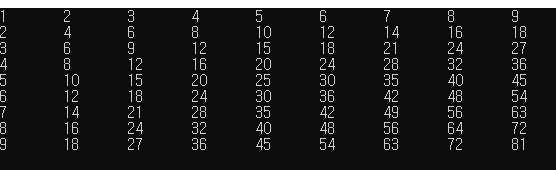 1 2 3 4 5 6 7 8 9
2 4 6 8 10 12 14 16 18
3 6 9 12 15 18 21 24 27
4 8 12 16 20 24 28 32 36
5 10 15 20 25 30 35 40 45
6 12 18 24 30 36 42 48 54
7 14 21 28 35 42 49 56 63
8 16 24 32 40 48 56 64 72
9 18 27 36 45 54 63 72 81